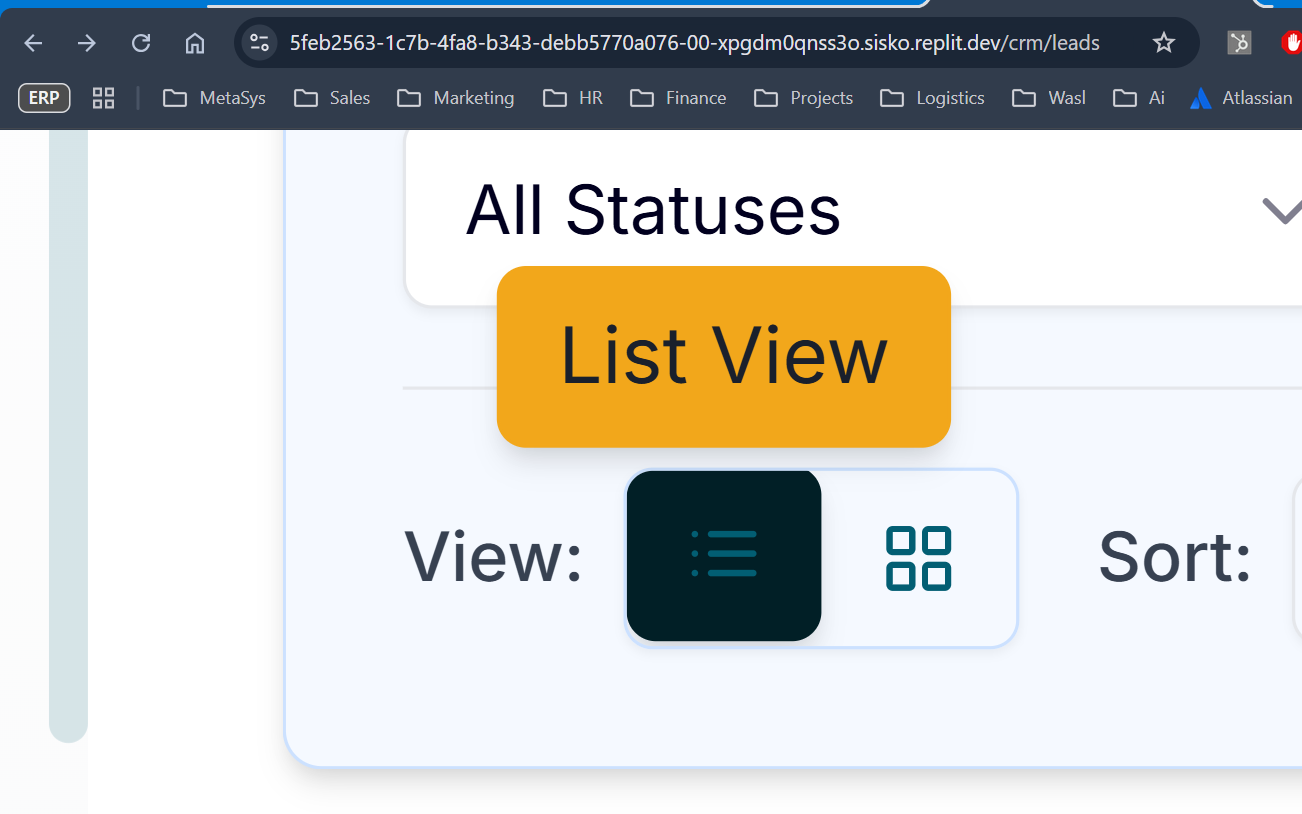 5feb2563-1c7b-4fa8-b343-debb5770a076-00-xpgdm0qnss3o.sisko.replit.dev/crm/leads
ERP MetaSys Sales Marketing HR Finance Projects Logistics Wasl Ai Atlassian
All Statuses
List View
View: Sort: